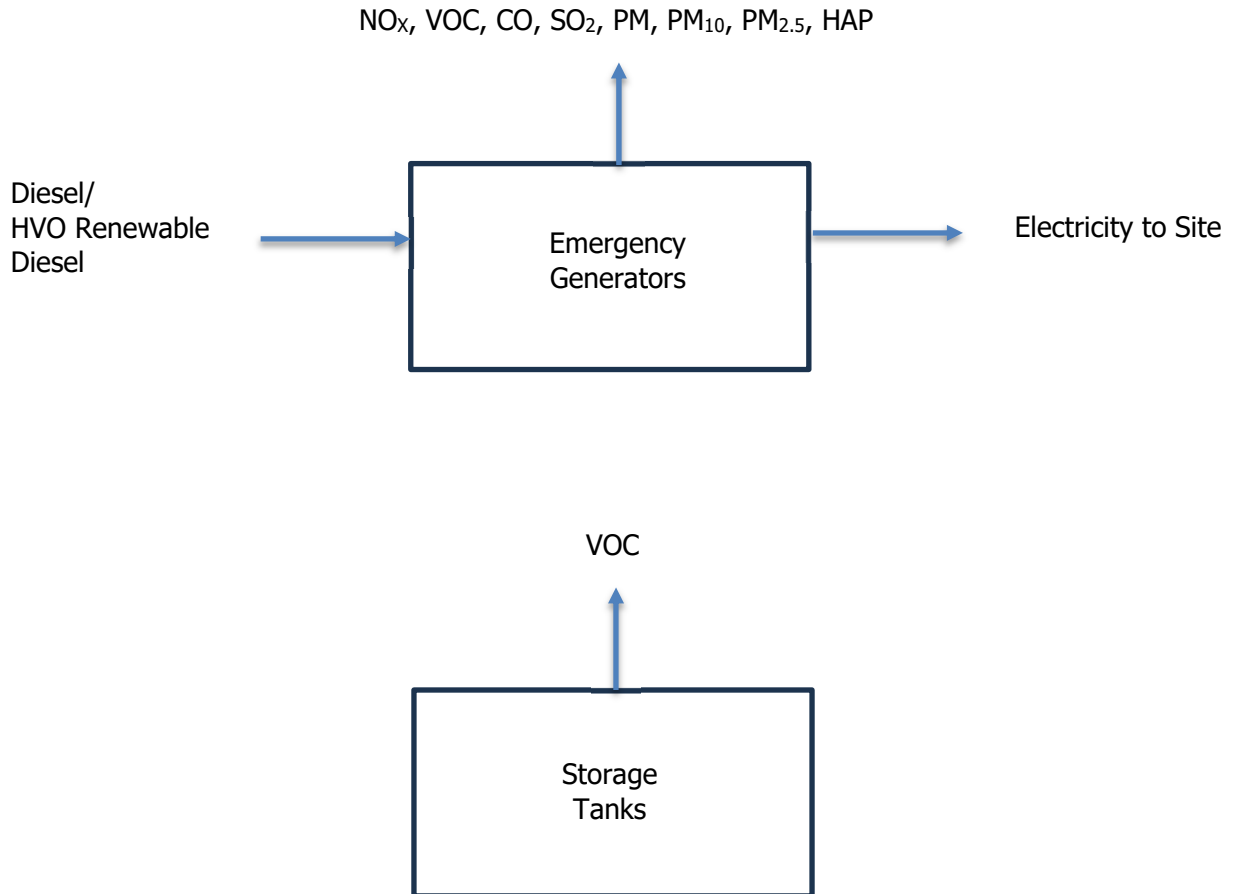 NOₓ, VOC, CO, SO₂, PM, PM₁₀, PM₂.₅, HAP
Diesel/
HVO Renewable
Diesel
Emergency
Generators
Electricity to Site
VOC
Storage
Tanks